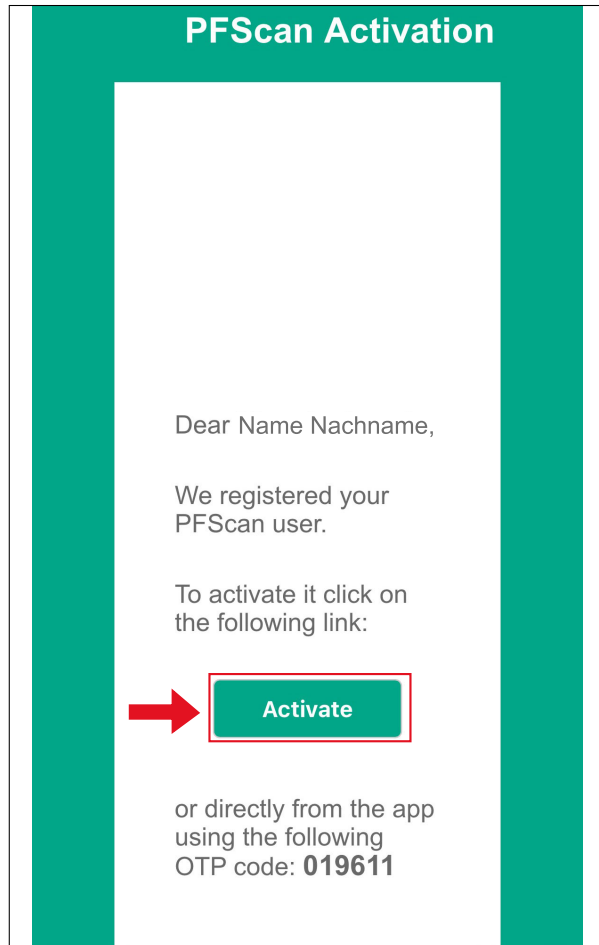 PFScan Activation
Dear Name Nachname,
We registered your
PFScan user.
To activate it click on
the following link:
Activate
or directly from the app
using the following
OTP code: 019611